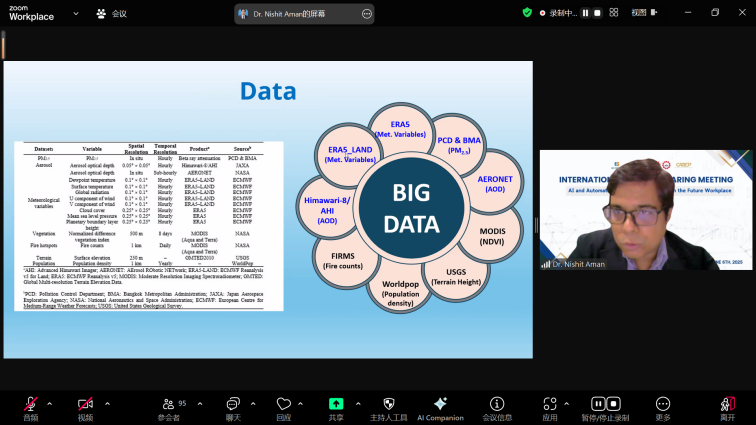 zoom
Workplace
会议
Dr. Nishit Aman的屏幕
录制中...
视图
Data
Datasets Variable Spatial Resolution Temporal Resolution Productᵃ Sourceᵇ
PM₂.₅ PM₂.₅ In situ Hourly Beta ray attenuation PCD & BMA
Aerosol Aerosol optical depth 0.05° × 0.05° Hourly Himawari-8/AHI JAXA
Aerosol optical depth In situ Sub-hourly AERONET NASA
Meteorological variables
Dewpoint temperature 0.1° × 0.1° Hourly ERA5-LAND ECMWF
Surface temperature 0.1° × 0.1° Hourly ERA5-LAND ECMWF
Global radiation 0.1° × 0.1° Hourly ERA5-LAND ECMWF
U component of wind 0.1° × 0.1° Hourly ERA5-LAND ECMWF
V component of wind 0.1° × 0.1° Hourly ERA5-LAND ECMWF
Cloud cover 0.25° × 0.25° Hourly ERA5 ECMWF
Mean sea level pressure 0.25° × 0.25° Hourly ERA5 ECMWF
Planetary boundary layer height 0.25° × 0.25° Hourly ERA5 ECMWF
Vegetation Normalized difference vegetation index 500 m 8 days MODIS (Aqua and Terra) NASA
Fire hotspots Fire counts 1 km Daily MODIS (Aqua and Terra) NASA
Terrain Surface elevation 250 m – GMTED2010 USGS
Population Population density 1 km Yearly – WorldPop
ᵃAHI: Advanced Himawari Imager; AERONET: AErosol RObotic NETwork; ERA5-LAND: ECMWF Reanalysis
v5 for Land; ERA5: ECMWF Reanalysis v5; MODIS: Moderate Resolution Imaging Spectroradiometer; GMTED:
Global Multi-resolution Terrain Elevation Data.
ᵇPCD: Pollution Control Department; BMA: Bangkok Metropolitan Administration; JAXA: Japan Aerospace
Exploration Agency; NASA: National Aeronautics and Space Administration; ECMWF: European Centre for
Medium-Range Weather Forecasts; USGS: United States Geological Survey.
ERA5
(Met. Variables)
PCD & BMA
(PM₂.₅)
AERONET
(AOD)
MODIS
(NDVI)
USGS
(Terrain Height)
Worldpop
(Population
density)
FIRMS
(Fire counts)
Himawari-8/
AHI
(AOD)
ERA5_LAND
(Met. Variables)
BIG
DATA
INTERNATION
ARING MEETING
AI and Automa
the Future Workplace
Dr. Nishit Aman
音频
视频
参会者
95
聊天
回应
共享
主持人工具
AI Companion
会议信息
应用
暂停/停止录制
更多
离开